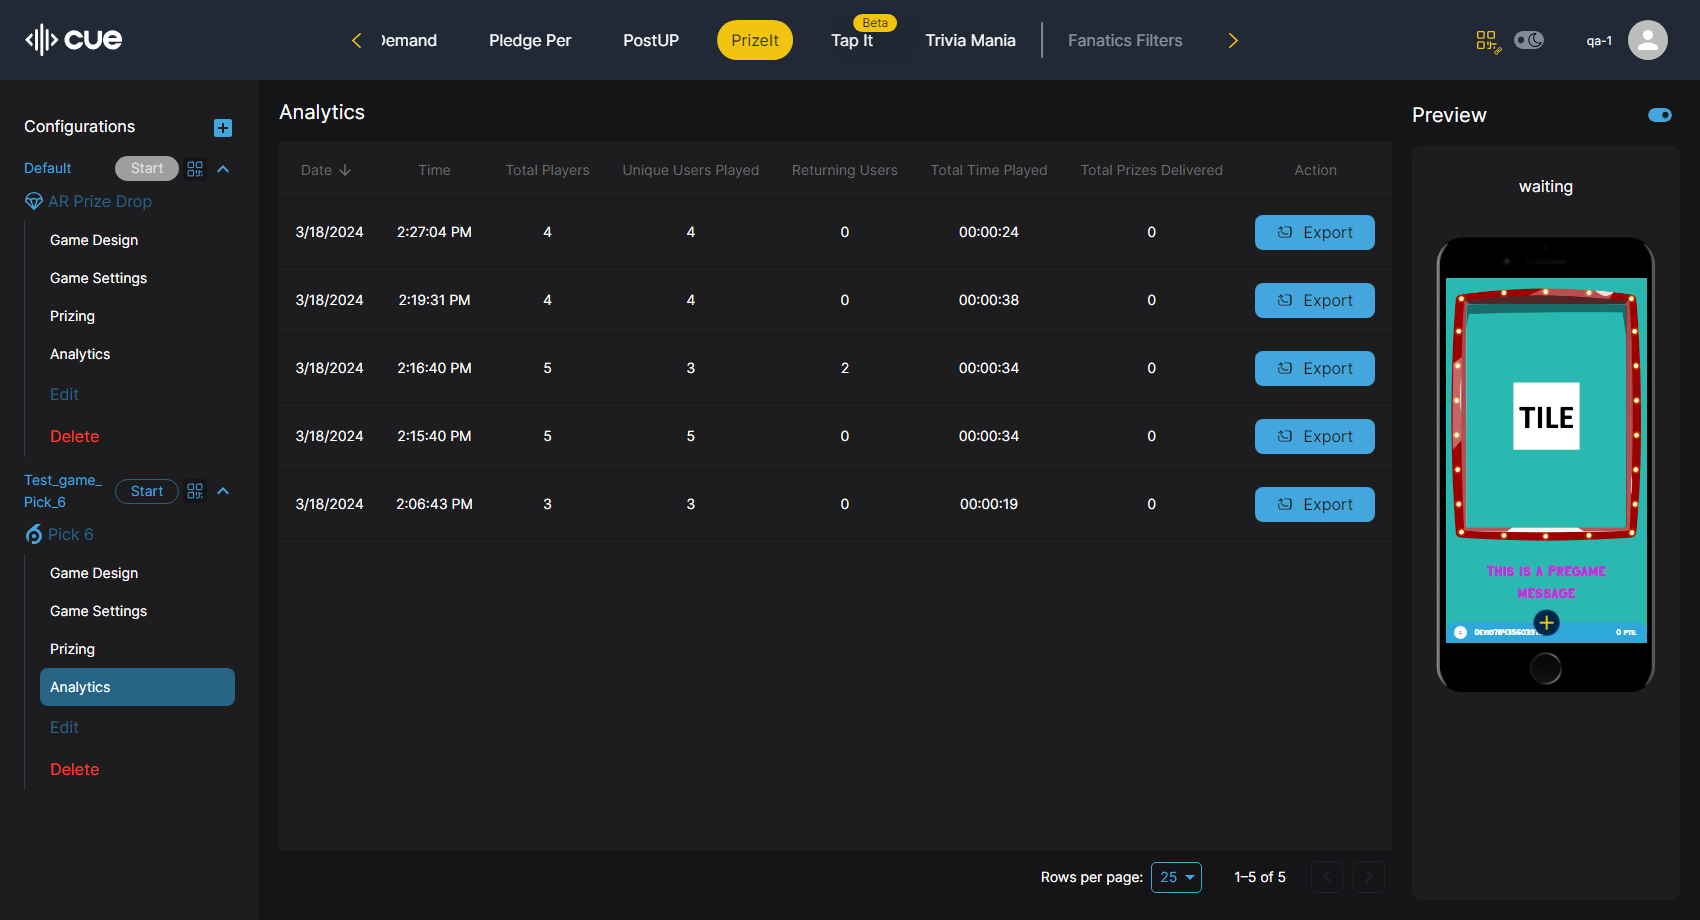 cue
Demand
Pledge Per
PostUP
PrizeIt
Beta
Tap It
Trivia Mania
Fanatics Filters
qa-1
Configurations
Default
Start
AR Prize Drop
Game Design
Game Settings
Prizing
Analytics
Edit
Delete
Test_game_
Pick_6
Start
Pick 6
Game Design
Game Settings
Prizing
Analytics
Edit
Delete
Analytics
Date Time Total Players Unique Users Played Returning Users Total Time Played Total Prizes Delivered Action
3/18/2024 2:27:04 PM 4 4 0 00:00:24 0 Export
3/18/2024 2:19:31 PM 4 4 0 00:00:38 0 Export
3/18/2024 2:16:40 PM 5 3 2 00:00:34 0 Export
3/18/2024 2:15:40 PM 5 5 0 00:00:34 0 Export
3/18/2024 2:06:43 PM 3 3 0 00:00:19 0 Export
Rows per page: 25 1–5 of 5
Preview
waiting
TILE
THIS IS A PREGAME
MESSAGE
0 PTS.